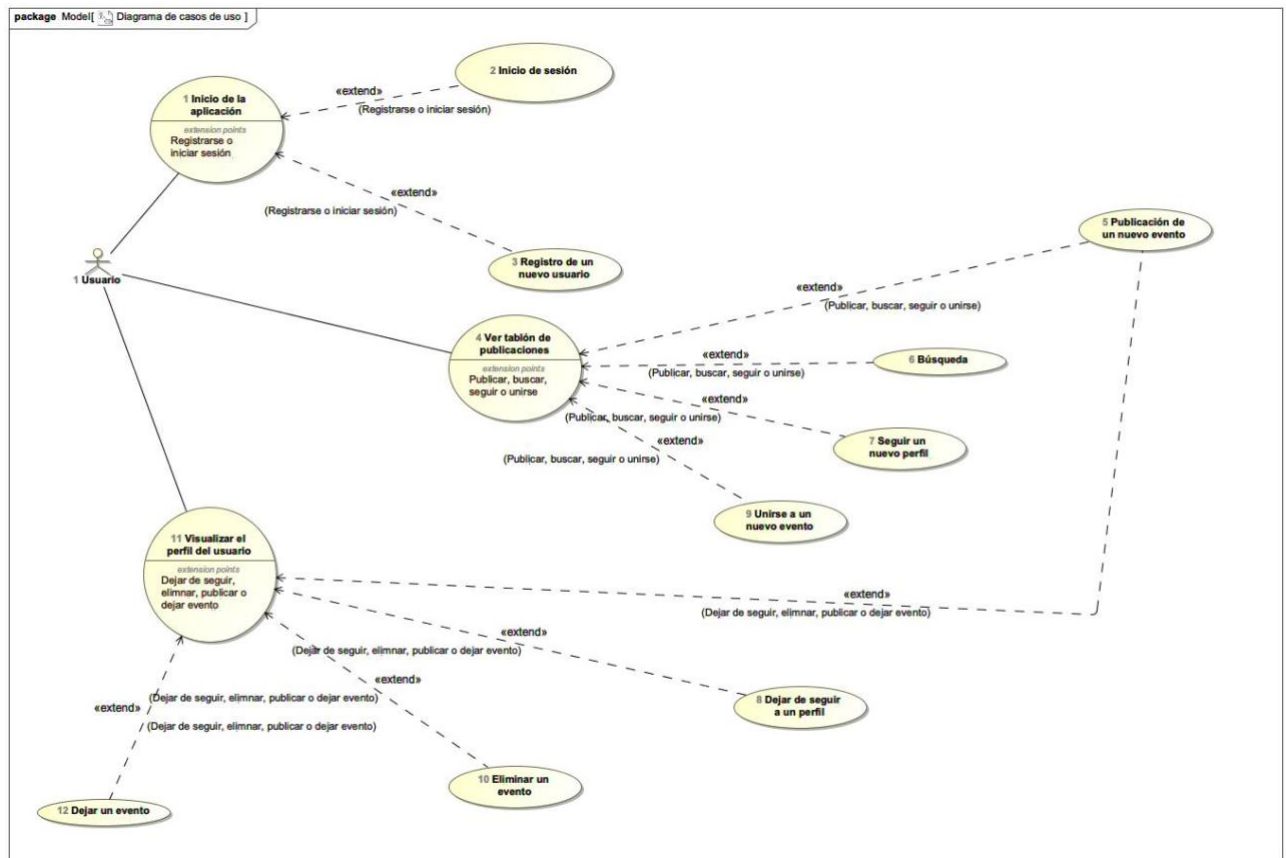 package Model[ Diagrama de casos de uso ]
2 Inicio de sesión
«extend»
(Registrarse o iniciar sesión)
1 Inicio de la
aplicación
extension points
Registrarse o
iniciar sesión
«extend»
(Registrarse o iniciar sesión)
3 Registro de un
nuevo usuario
1 Usuario
5 Publicación de
un nuevo evento
«extend»
(Publicar, buscar, seguir o unirse)
4 Ver tablón de
publicaciones
extension points
Publicar, buscar,
seguir o unirse
«extend»
(Publicar, buscar, seguir o unirse)
6 Búsqueda
«extend»
(Publicar, buscar, seguir o unirse)
7 Seguir un
nuevo perfil
«extend»
(Publicar, buscar, seguir o unirse)
9 Unirse a un
nuevo evento
11 Visualizar el
perfil del usuario
extension points
Dejar de seguir,
elimnar, publicar o
dejar evento
«extend»
(Dejar de seguir, elimnar, publicar o dejar evento)
«extend»
(Dejar de seguir, elimnar, publicar o dejar evento)
8 Dejar de seguir
a un perfil
«extend»
(Dejar de seguir, elimnar, publicar o dejar evento)
«extend»
(Dejar de seguir, elimnar, publicar o dejar evento)
10 Eliminar un
evento
12 Dejar un evento